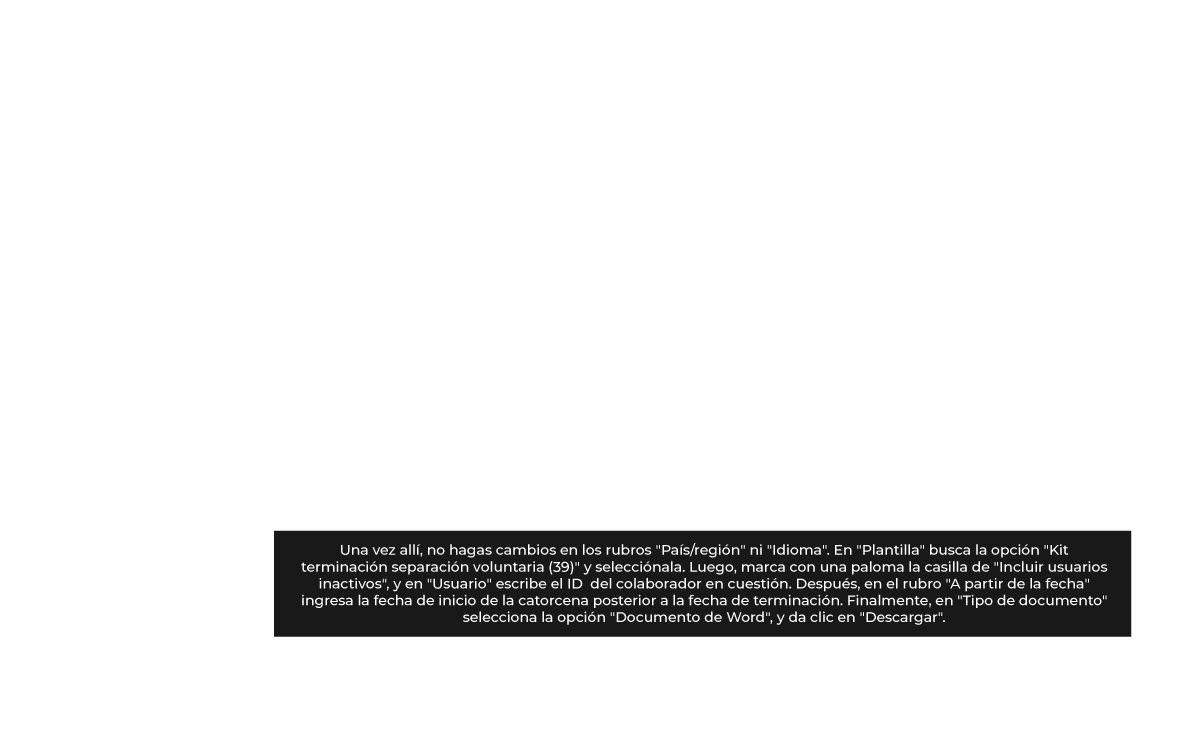 Una vez allí, no hagas cambios en los rubros "País/región" ni "Idioma". En "Plantilla" busca la opción "Kit
terminación separación voluntaria (39)" y selecciónala. Luego, marca con una paloma la casilla de "Incluir usuarios
inactivos", y en "Usuario" escribe el ID  del colaborador en cuestión. Después, en el rubro "A partir de la fecha"
ingresa la fecha de inicio de la catorcena posterior a la fecha de terminación. Finalmente, en "Tipo de documento"
selecciona la opción "Documento de Word", y da clic en "Descargar".